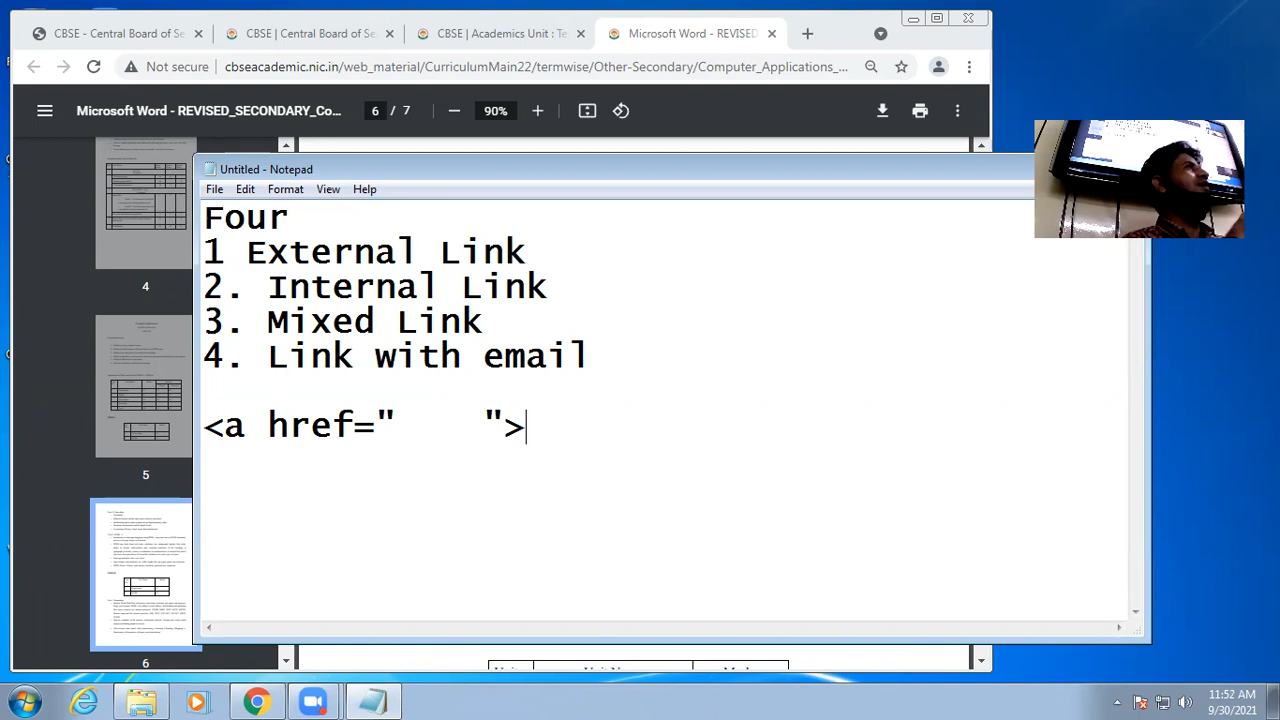 CBSE - Central Board of Se
CBSE | Central Board of Se
CBSE | Academics Unit : Te
Microsoft Word - REVISED
Not secure
cbseacademic.nic.in/web_material/CurriculumMain22/termwise/Other-Secondary/Computer_Applications_...
Microsoft Word - REVISED_SECONDARY_Co...
6 / 7
90%
Untitled - Notepad
File Edit Format View Help
Four
1 External Link
2. Internal Link
3. Mixed Link
4. Link with email
<a href=" ">
4
5
6
11:52 AM
9/30/2021